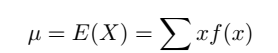 μ = E(X) = ∑ xf(x)